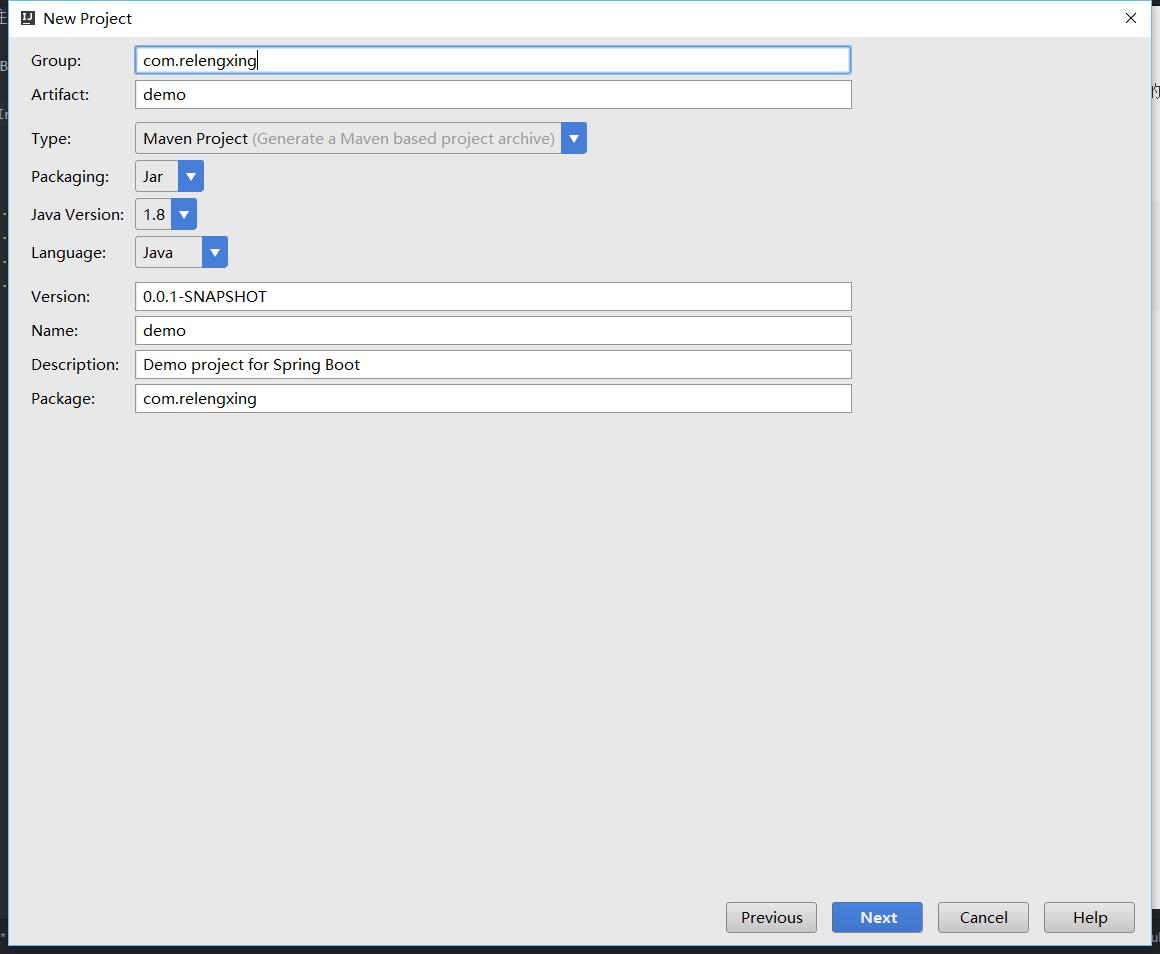 New Project
Group: com.relengxing
Artifact: demo
Type: Maven Project (Generate a Maven based project archive)
Packaging: Jar
Java Version: 1.8
Language: Java
Version: 0.0.1-SNAPSHOT
Name: demo
Description: Demo project for Spring Boot
Package: com.relengxing
Previous Next Cancel Help